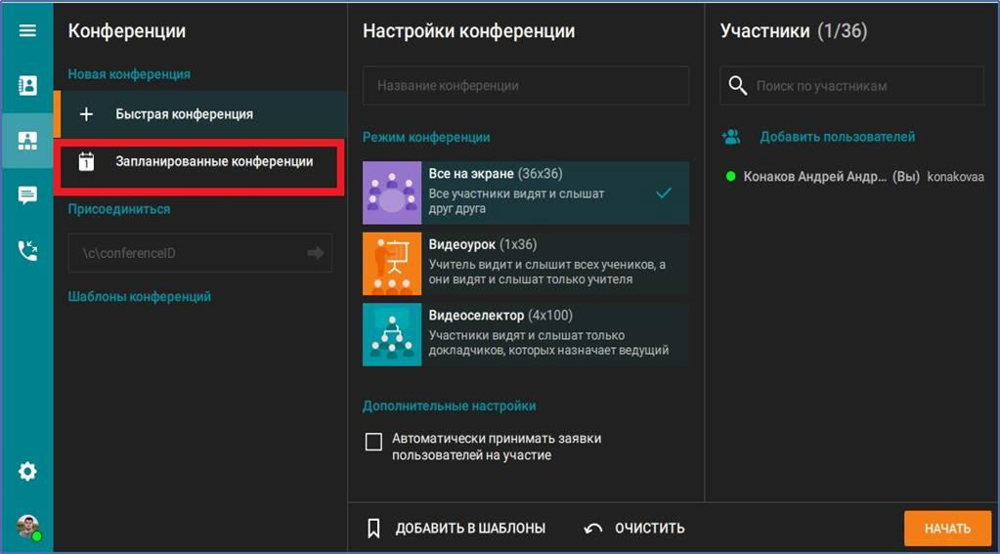 Конференции
Новая конференция
Быстрая конференция
1
Запланированные конференции
Присоединиться
\c\conferenceID
Шаблоны конференций
Настройки конференции
Название конференции
Режим конференции
Все на экране (36x36)
Все участники видят и слышат
друг друга
Видеоурок (1x36)
Учитель видит и слышит всех учеников, а
они видят и слышат только учителя
Видеоселектор (4x100)
Участники видят и слышат только
докладчиков, которых назначает ведущий
Дополнительные настройки
Автоматически принимать заявки
пользователей на участие
ДОБАВИТЬ В ШАБЛОНЫ
ОЧИСТИТЬ
Участники (1/36)
Поиск по участникам
Добавить пользователей
Конаков Андрей Андр... (Вы) konakovaa
НАЧАТЬ